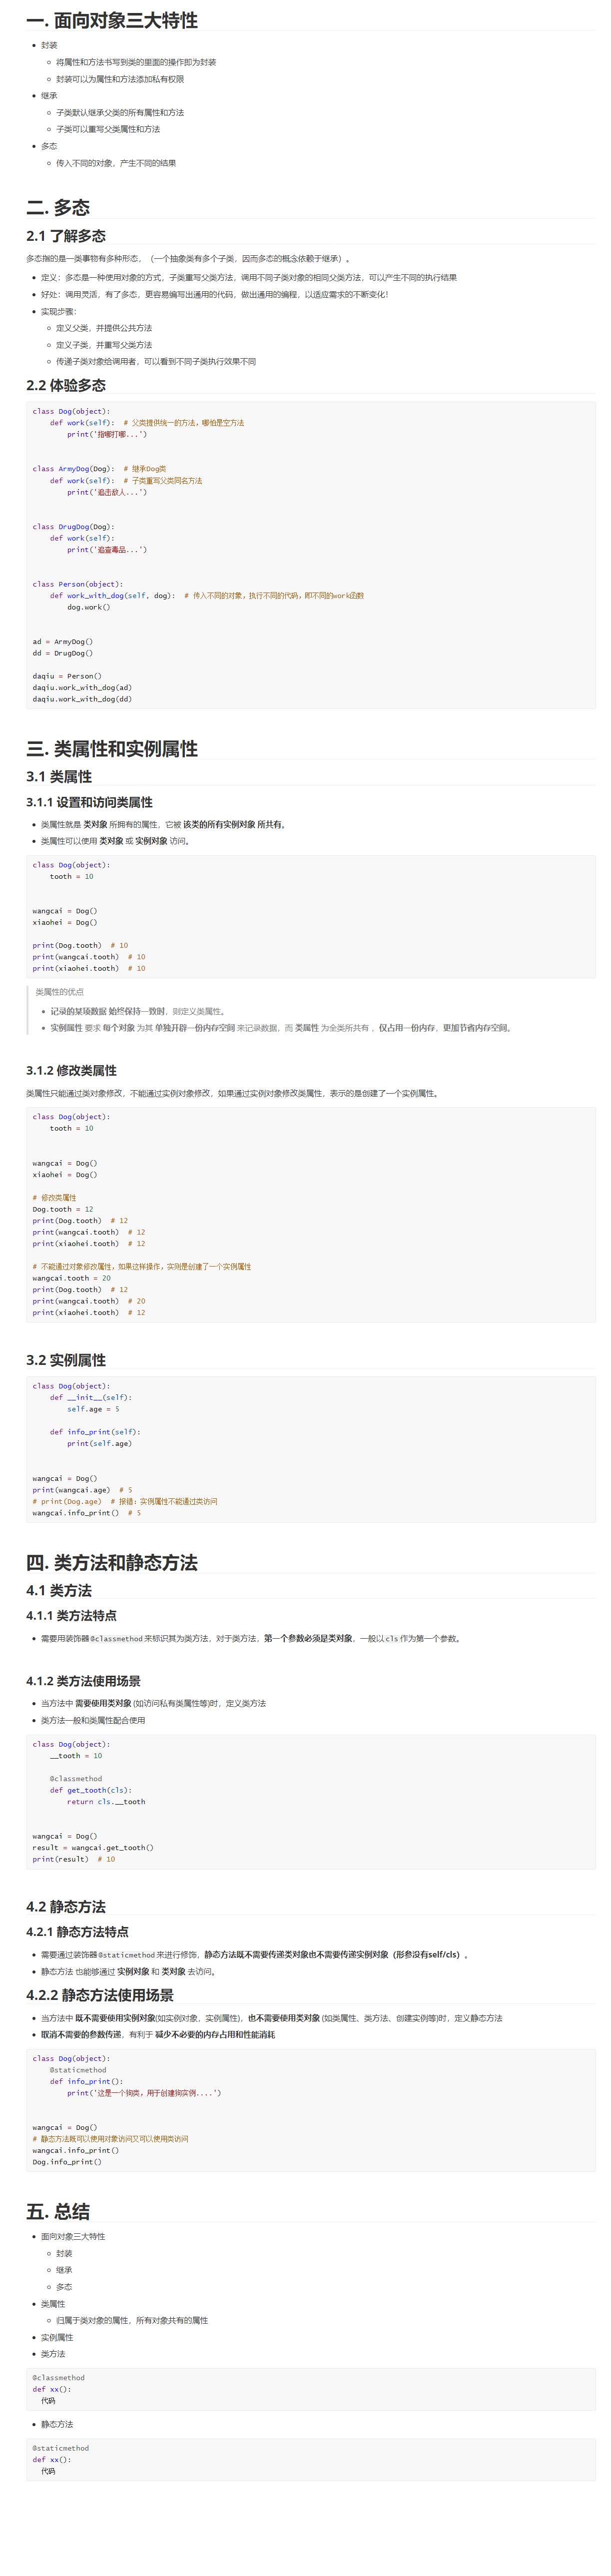 一. 面向对象三大特性
封装
将属性和方法书写到类的里面的操作即为封装
封装可以为属性和方法添加私有权限
继承
子类默认继承父类的所有属性和方法
子类可以重写父类属性和方法
多态
传入不同的对象，产生不同的结果
二. 多态
2.1 了解多态
多态指的是一类事物有多种形态，（一个抽象类有多个子类，因而多态的概念依赖于继承）。
定义：多态是一种使用对象的方式，子类重写父类方法，调用不同子类对象的相同父类方法，可以产生不同的执行结果
好处：调用灵活，有了多态，更容易编写出通用的代码，做出通用的编程，以适应需求的不断变化！
实现步骤：
定义父类，并提供公共方法
定义子类，并重写父类方法
传递子类对象给调用者，可以看到不同子类执行效果不同
2.2 体验多态
class Dog(object):
    def work(self):  # 父类提供统一的方法，哪怕是空方法
        print('指哪打哪...')
class ArmyDog(Dog):  # 继承Dog类
    def work(self):  # 子类重写父类同名方法
        print('追击敌人...')
class DrugDog(Dog):
    def work(self):
        print('追查毒品...')
class Person(object):
    def work_with_dog(self, dog):  # 传入不同的对象，执行不同的代码，即不同的work函数
        dog.work()
ad = ArmyDog()
dd = DrugDog()
daqiu = Person()
daqiu.work_with_dog(ad)
daqiu.work_with_dog(dd)
三. 类属性和实例属性
3.1 类属性
3.1.1 设置和访问类属性
类属性就是 类对象 所拥有的属性，它被 该类的所有实例对象 所共有。
类属性可以使用 类对象 或 实例对象 访问。
class Dog(object):
    tooth = 10
wangcai = Dog()
xiaohei = Dog()
print(Dog.tooth)  # 10
print(wangcai.tooth)  # 10
print(xiaohei.tooth)  # 10
类属性的优点
记录的某项数据 始终保持一致时，则定义类属性。
实例属性 要求 每个对象 为其 单独开辟一份内存空间 来记录数据，而 类属性 为全类所共有 ，仅占用一份内存，更加节省内存空间。
3.1.2 修改类属性
类属性只能通过类对象修改，不能通过实例对象修改，如果通过实例对象修改类属性，表示的是创建了一个实例属性。
class Dog(object):
    tooth = 10
wangcai = Dog()
xiaohei = Dog()
# 修改类属性
Dog.tooth = 12
print(Dog.tooth)  # 12
print(wangcai.tooth)  # 12
print(xiaohei.tooth)  # 12
# 不能通过对象修改属性，如果这样操作，实则是创建了一个实例属性
wangcai.tooth = 20
print(Dog.tooth)  # 12
print(wangcai.tooth)  # 20
print(xiaohei.tooth)  # 12
3.2 实例属性
class Dog(object):
    def __init__(self):
        self.age = 5
    def info_print(self):
        print(self.age)
wangcai = Dog()
print(wangcai.age)  # 5
# print(Dog.age)  # 报错：实例属性不能通过类访问
wangcai.info_print()  # 5
四. 类方法和静态方法
4.1 类方法
4.1.1 类方法特点
需要用装饰器@classmethod来标识其为类方法，对于类方法，第一个参数必须是类对象，一般以cls作为第一个参数。
4.1.2 类方法使用场景
当方法中 需要使用类对象 (如访问私有类属性等)时，定义类方法
类方法一般和类属性配合使用
class Dog(object):
    __tooth = 10
    @classmethod
    def get_tooth(cls):
        return cls.__tooth
wangcai = Dog()
result = wangcai.get_tooth()
print(result)  # 10
4.2 静态方法
4.2.1 静态方法特点
需要通过装饰器@staticmethod来进行修饰，静态方法既不需要传递类对象也不需要传递实例对象（形参没有self/cls）。
静态方法 也能够通过 实例对象 和 类对象 去访问。
4.2.2 静态方法使用场景
当方法中 既不需要使用实例对象(如实例对象，实例属性)，也不需要使用类对象 (如类属性、类方法、创建实例等)时，定义静态方法
取消不需要的参数传递，有利于 减少不必要的内存占用和性能消耗
class Dog(object):
    @staticmethod
    def info_print():
        print('这是一个狗类，用于创建狗实例....')
wangcai = Dog()
# 静态方法既可以使用对象访问又可以使用类访问
wangcai.info_print()
Dog.info_print()
五. 总结
面向对象三大特性
封装
继承
多态
类属性
归属于类对象的属性，所有对象共有的属性
实例属性
类方法
@classmethod
def xx():
  代码
静态方法
@staticmethod
def xx():
  代码